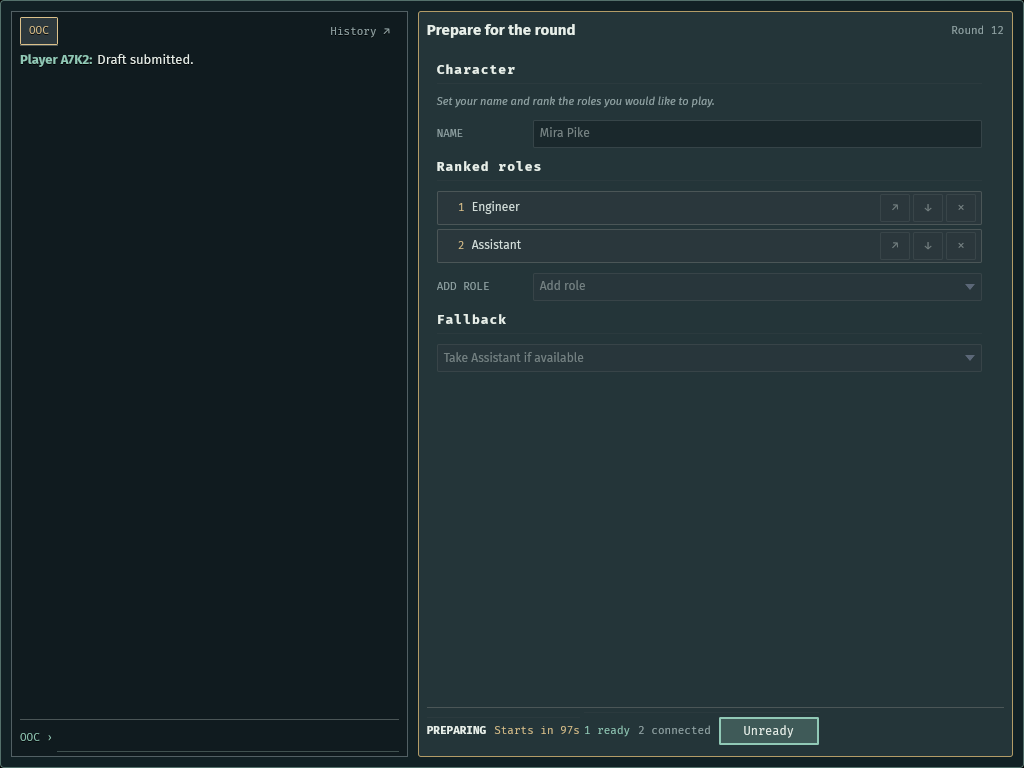 OOC
History ↗
Player A7K2: Draft submitted.
OOC ›
Prepare for the round
Round 12
Character
Set your name and rank the roles you would like to play.
NAME
Mira Pike
Ranked roles
1 Engineer ↗ ↓ ×
2 Assistant ↗ ↓ ×
ADD ROLE
Add role
Fallback
Take Assistant if available
PREPARING Starts in 97s 1 ready 2 connected
Unready